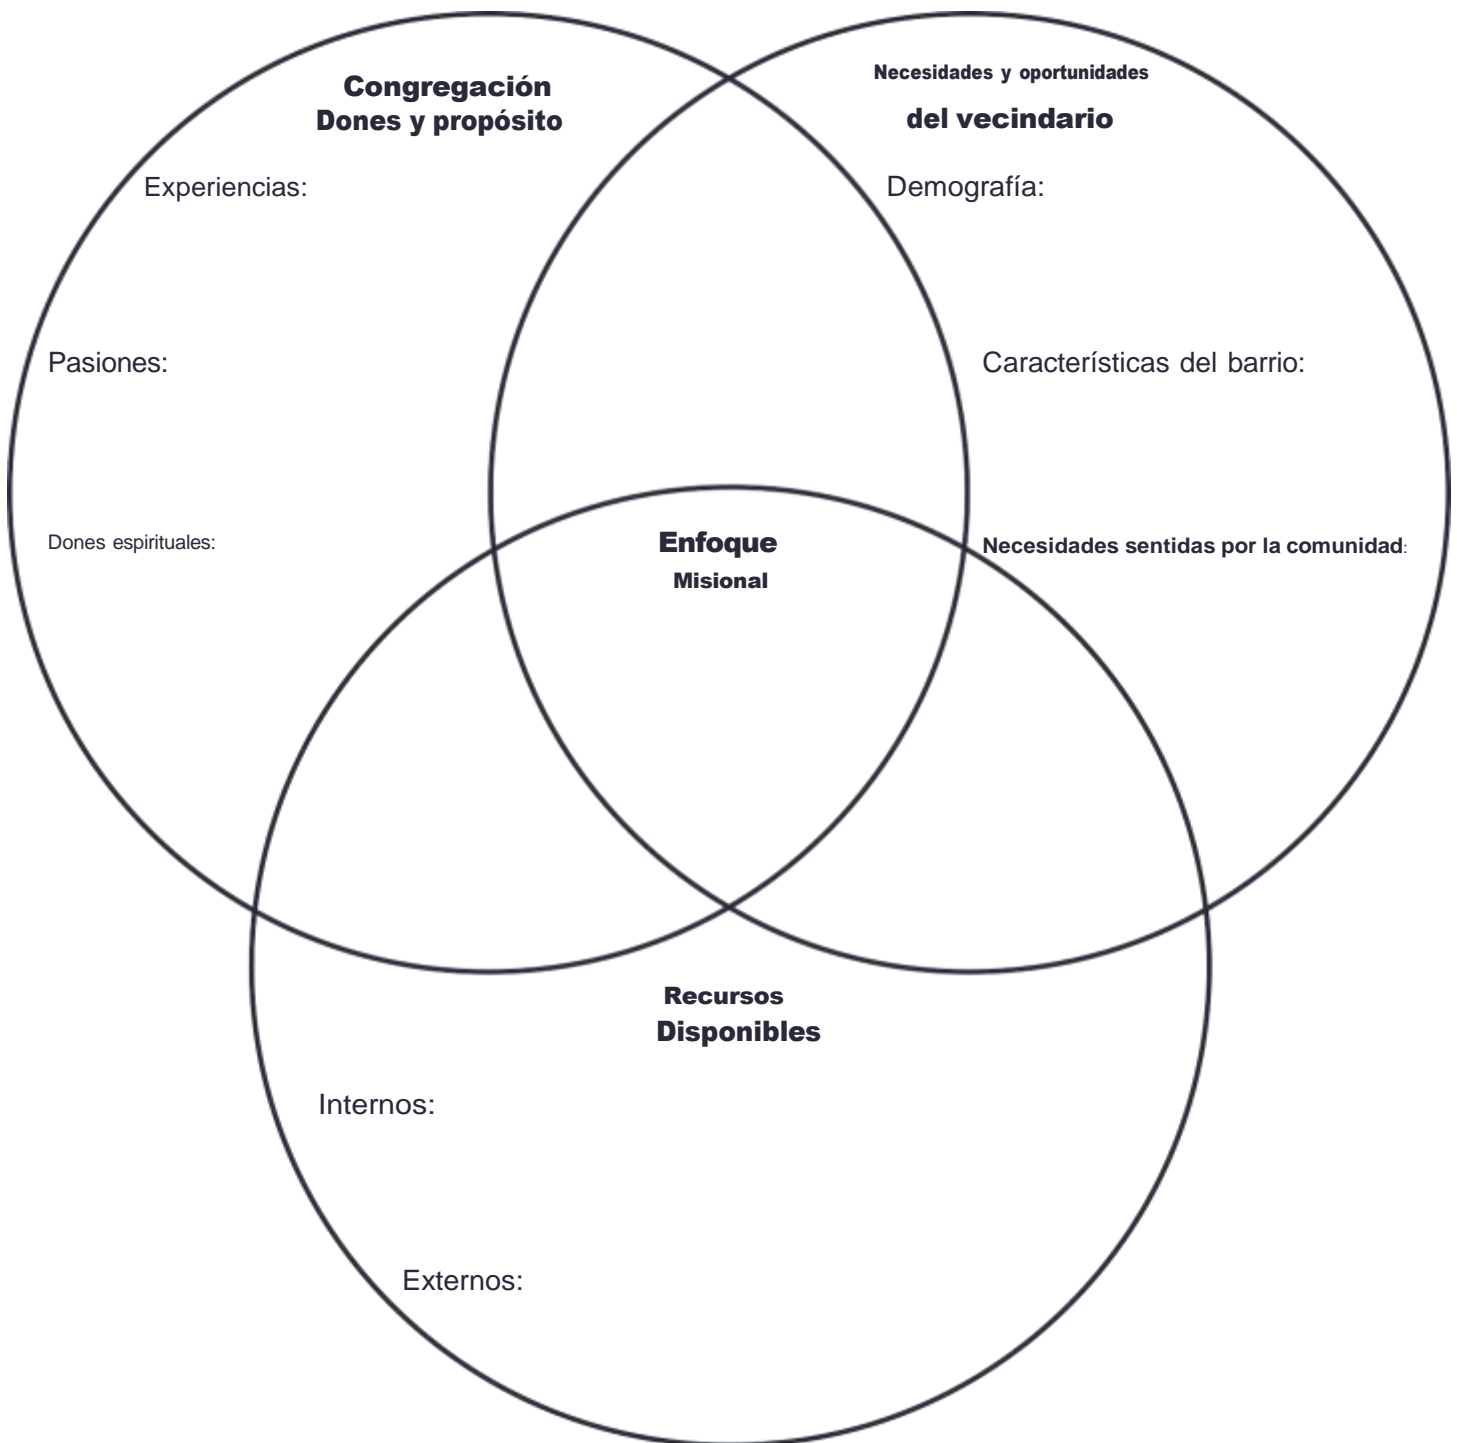 Congregación
Dones y propósito
Experiencias:
Pasiones:
Dones espirituales:
Necesidades y oportunidades
del vecindario
Demografía:
Características del barrio:
Necesidades sentidas por la comunidad:
Enfoque
Misional
Recursos
Disponibles
Internos:
Externos: